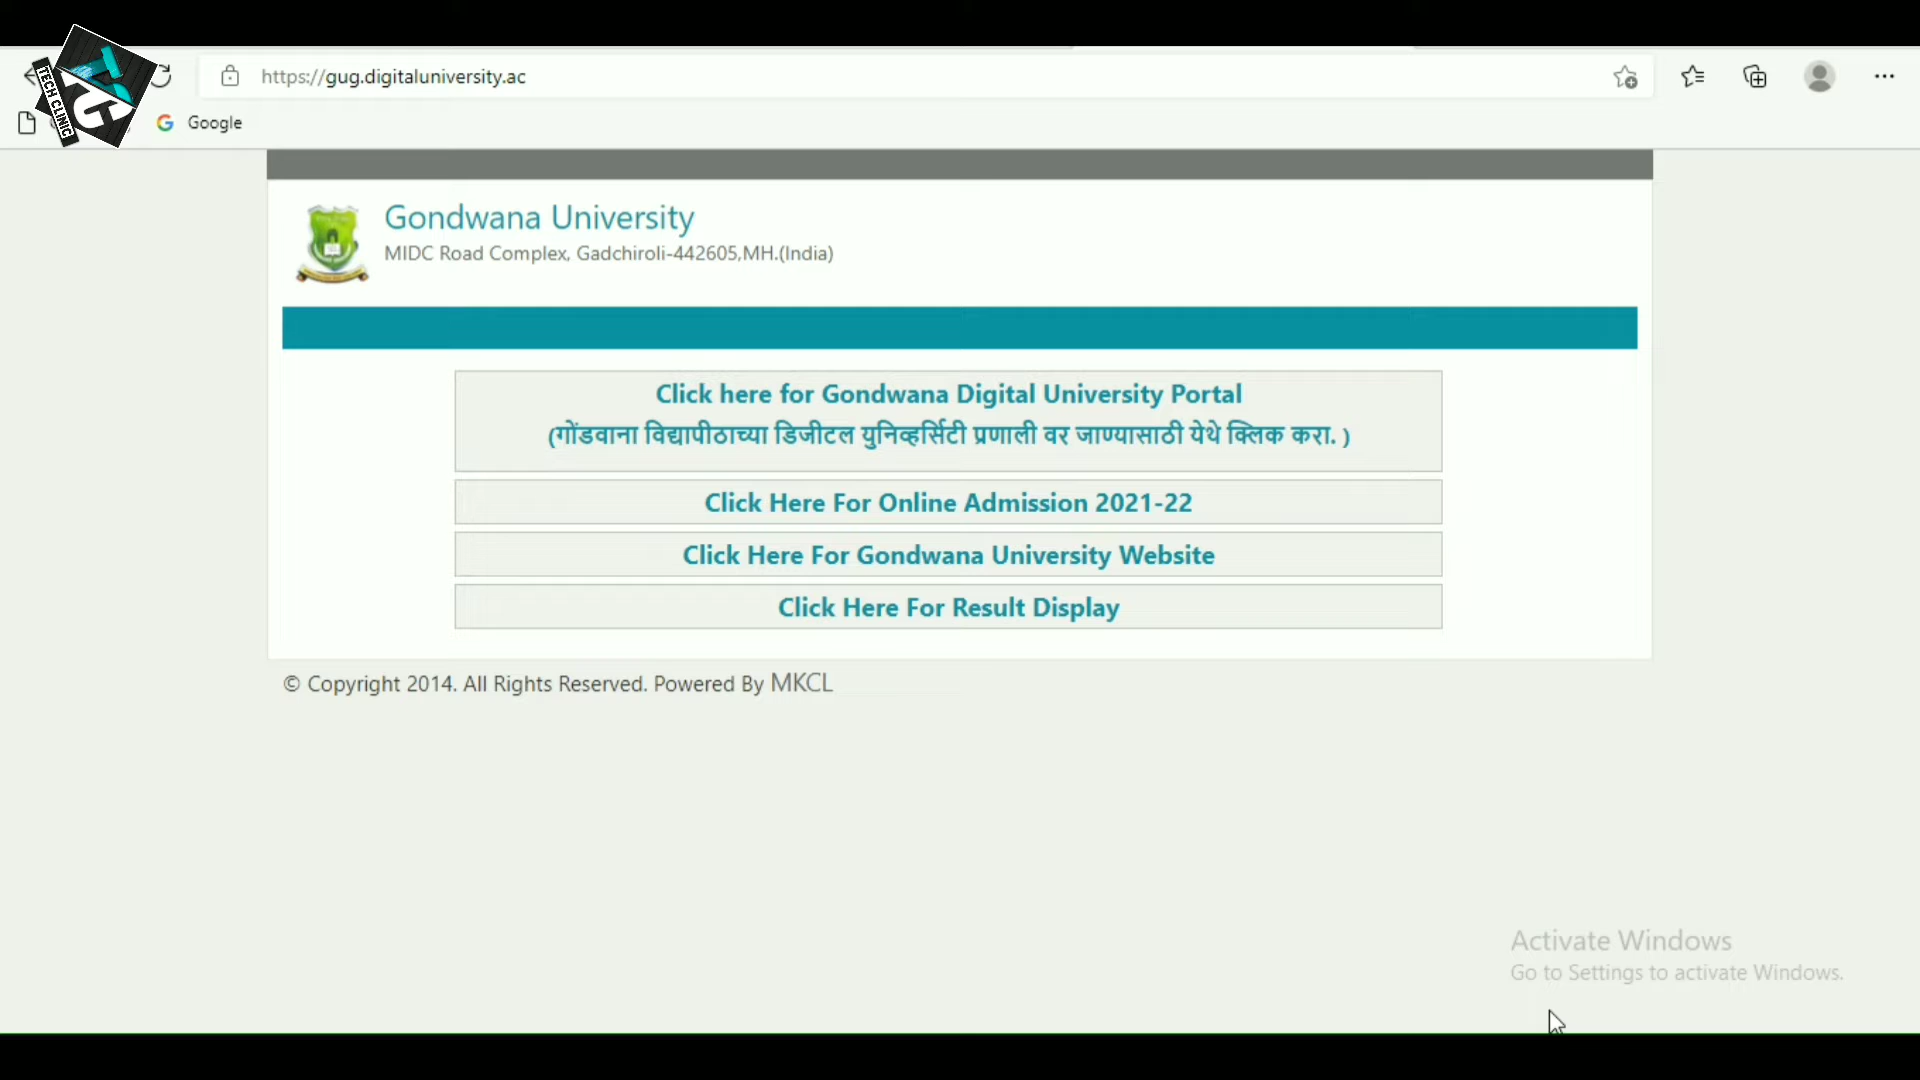 TECH CLINIC
https://gug.digitaluniversity.ac
Google
Gondwana University
MIDC Road Complex, Gadchiroli-442605,MH.(India)
Click here for Gondwana Digital University Portal
(गोंडवाना विद्यापीठाच्या डिजीटल युनिव्हर्सिटी प्रणाली वर जाण्यासाठी येथे क्लिक करा. )
Click Here For Online Admission 2021-22
Click Here For Gondwana University Website
Click Here For Result Display
© Copyright 2014. All Rights Reserved. Powered By MKCL
Activate Windows
Go to Settings to activate Windows.